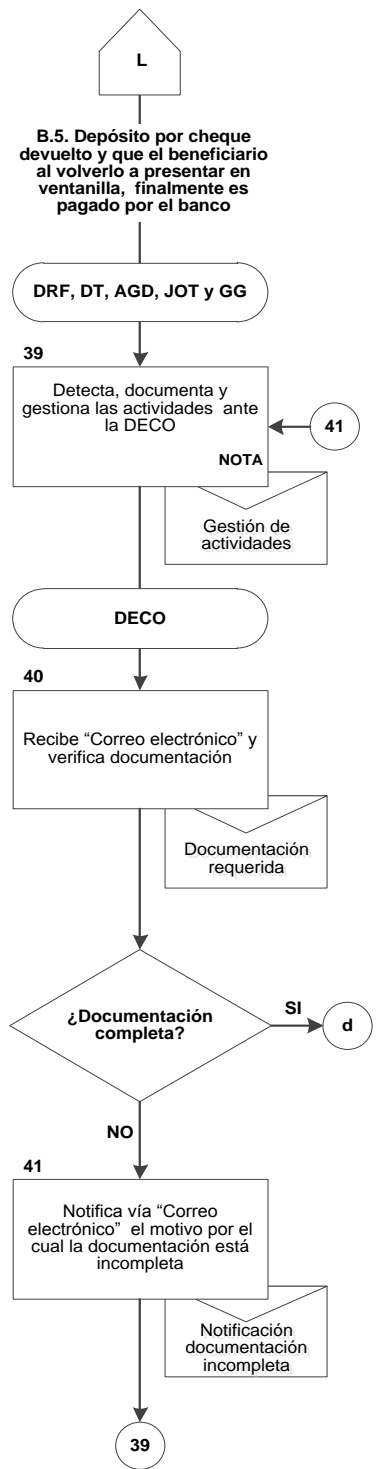 L
B.5. Depósito por cheque
devuelto y que el beneficiario
al volverlo a presentar en
ventanilla, finalmente es
pagado por el banco
DRF, DT, AGD, JOT y GG
39
Detecta, documenta y
gestiona las actividades ante
la DECO
NOTA
41
Gestión de
actividades
DECO
40
Recibe “Correo electrónico” y
verifica documentación
Documentación
requerida
¿Documentación
completa?
SI
d
NO
41
Notifica vía “Correo
electrónico” el motivo por el
cual la documentación está
incompleta
Notificación
documentación
incompleta
39